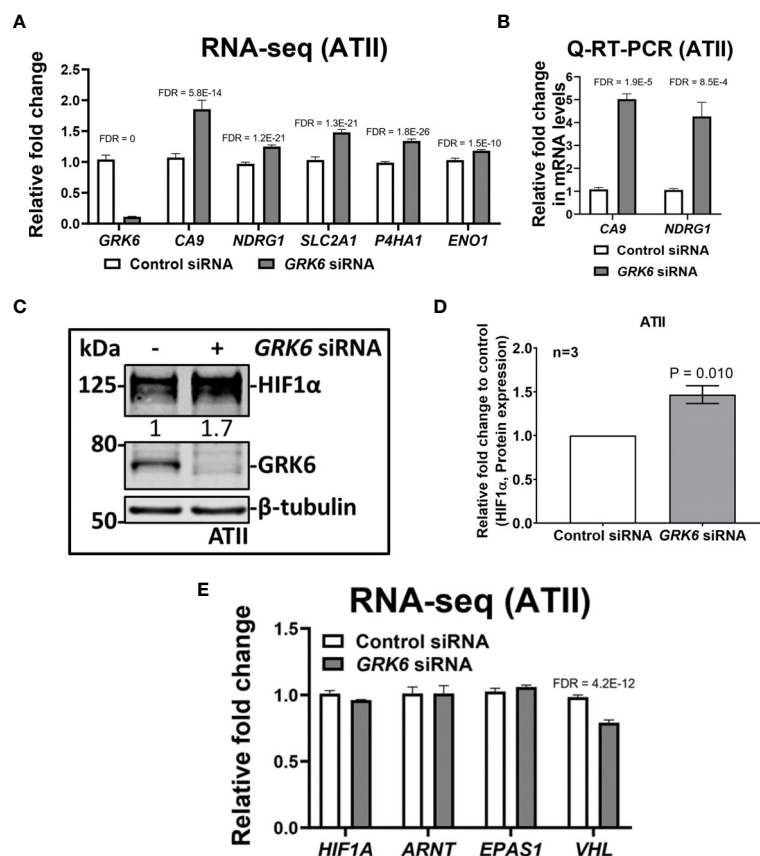 A
RNA-seq (ATII)
Relative fold change
2.5
2.0
1.5
1.0
0.5
0.0
FDR = 0
FDR = 5.8E-14
FDR = 1.2E-21
FDR = 1.3E-21
FDR = 1.8E-26
FDR = 1.5E-10
GRK6 CA9 NDRG1 SLC2A1 P4HA1 ENO1
Control siRNA GRK6 siRNA
B
Q-RT-PCR (ATII)
Relative fold change
in mRNA levels
6
5
4
3
2
1
0
FDR = 1.9E-5 FDR = 8.5E-4
CA9 NDRG1
Control siRNA
GRK6 siRNA
C
kDa - + GRK6 siRNA
125 -HIF1α
1 1.7
80
-GRK6
-β-tubulin
50
ATII
D
ATII
Relative fold change to control
(HIF1α, Protein expression)
2.0
1.5
1.0
0.5
0.0
n=3
P = 0.010
Control siRNA GRK6 siRNA
E
RNA-seq (ATII)
Relative fold change
1.5
1.0
0.5
0.0
Control siRNA
GRK6 siRNA
FDR = 4.2E-12
HIF1A ARNT EPAS1 VHL